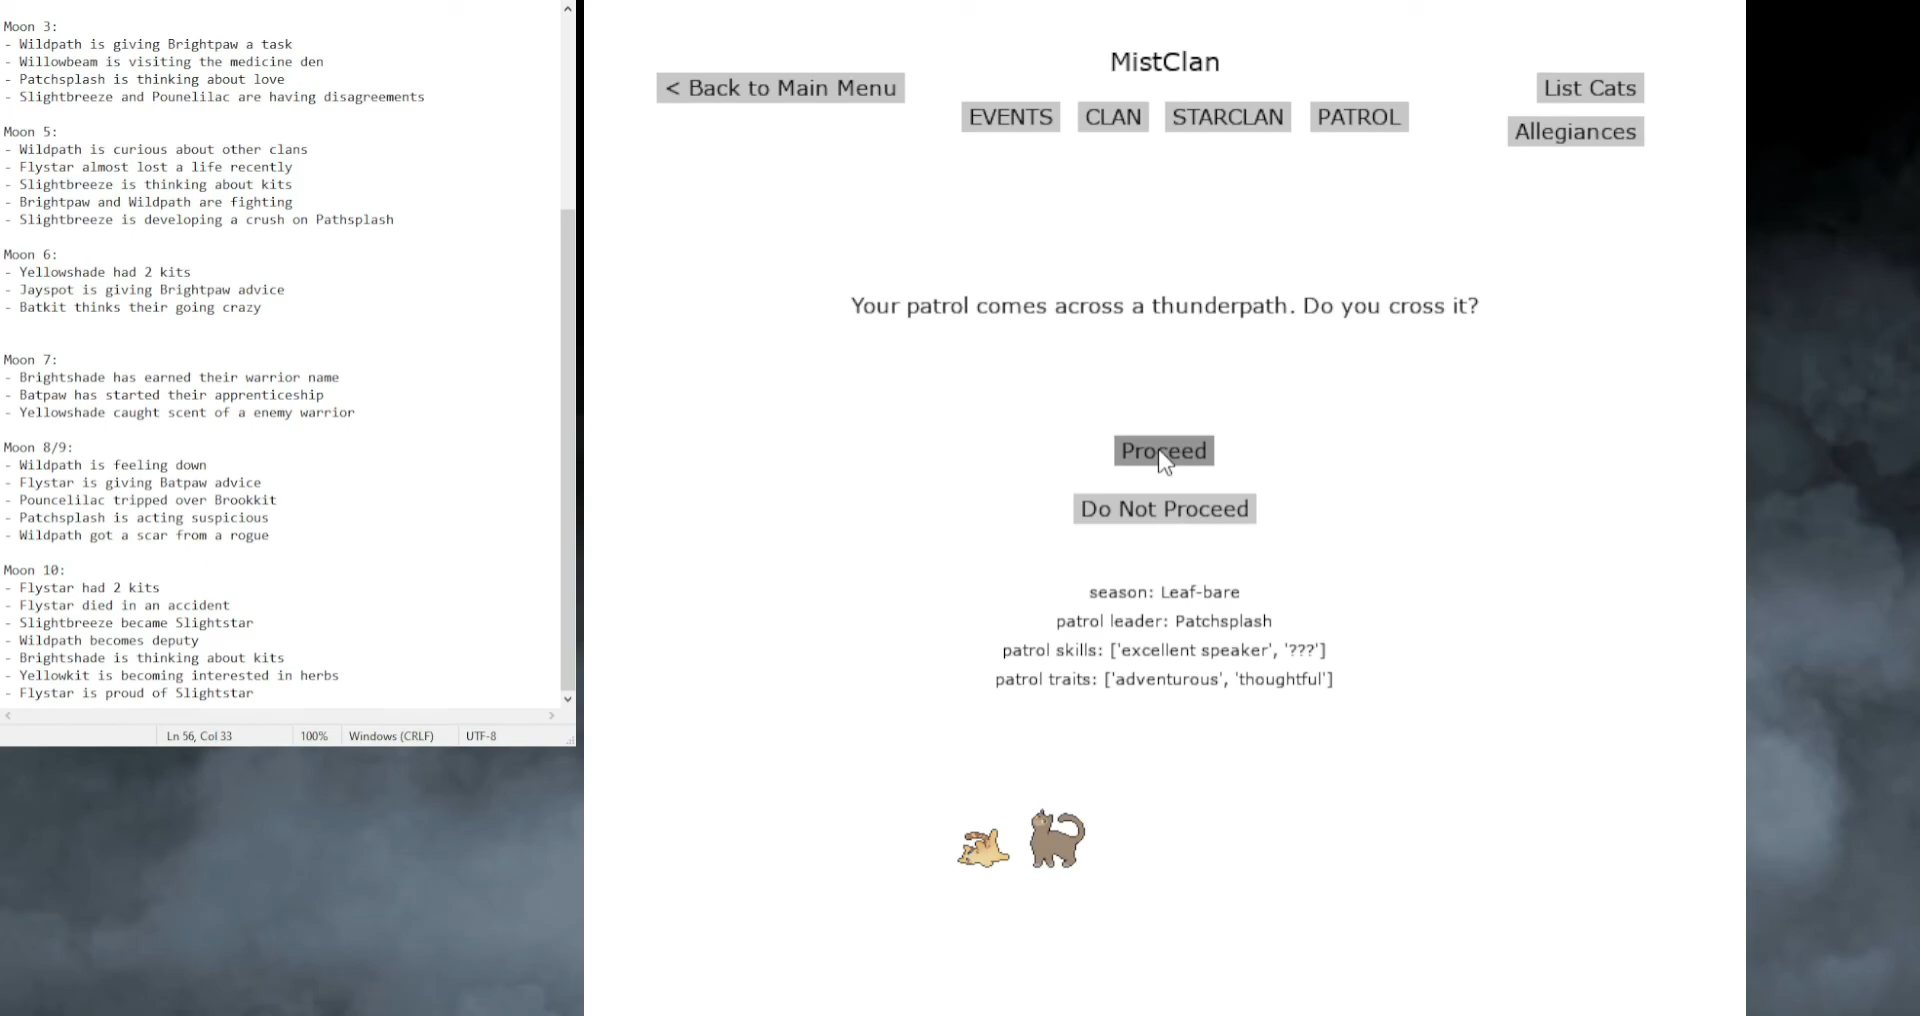 Moon 3:
- Wildpath is giving Brightpaw a task
- Willowbeam is visiting the medicine den
- Patchsplash is thinking about love
- Slightbreeze and Pounelilac are having disagreements
Moon 5:
- Wildpath is curious about other clans
- Flystar almost lost a life recently
- Slightbreeze is thinking about kits
- Brightpaw and Wildpath are fighting
- Slightbreeze is developing a crush on Pathsplash
Moon 6:
- Yellowshade had 2 kits
- Jayspot is giving Brightpaw advice
- Batkit thinks their going crazy
Moon 7:
- Brightshade has earned their warrior name
- Batpaw has started their apprenticeship
- Yellowshade caught scent of a enemy warrior
Moon 8/9:
- Wildpath is feeling down
- Flystar is giving Batpaw advice
- Pouncelilac tripped over Brookkit
- Patchsplash is acting suspicious
- Wildpath got a scar from a rogue
Moon 10:
- Flystar had 2 kits
- Flystar died in an accident
- Slightbreeze became Slightstar
- Wildpath becomes deputy
- Brightshade is thinking about kits
- Yellowkit is becoming interested in herbs
- Flystar is proud of Slightstar
Ln 56, Col 33 100% Windows (CRLF) UTF-8
MistClan
< Back to Main Menu
List Cats
EVENTS CLAN STARCLAN PATROL
Allegiances
Your patrol comes across a thunderpath. Do you cross it?
Proceed
Do Not Proceed
season: Leaf-bare
patrol leader: Patchsplash
patrol skills: ['excellent speaker', '???']
patrol traits: ['adventurous', 'thoughtful']